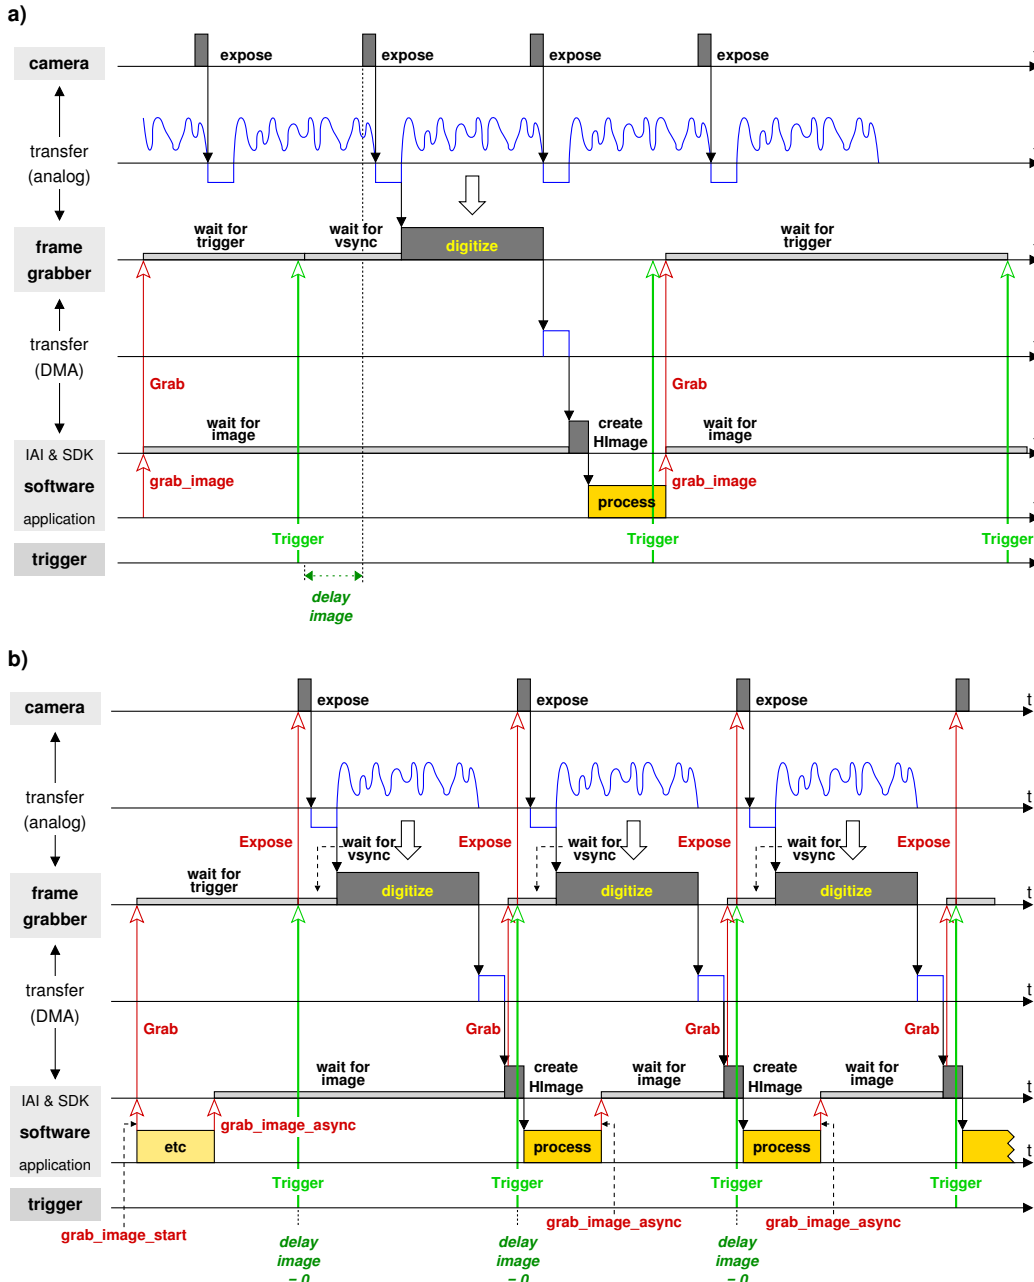 a)
expose
expose
expose
expose
camera
transfer
(analog)
wait for
trigger
wait for
vsync
wait for
trigger
frame
grabber
digitize
transfer
(DMA)
Grab
Grab
wait for
image
create
HImage
wait for
image
IAI & SDK
software
application
grab_image
grab_image
process
Trigger
Trigger
Trigger
trigger
delay
image
b)
expose
expose
expose
camera
t
transfer
(analog)
t
Expose
Expose
Expose
wait for
vsync
wait for
vsync
wait for
vsync
wait for
trigger
frame
grabber
digitize
digitize
digitize
t
transfer
(DMA)
t
Grab
Grab
Grab
Grab
wait for
image
create
HImage
wait for
image
create
HImage
wait for
image
IAI & SDK
t
software
application
grab_image_async
etc
process
process
t
Trigger
Trigger
Trigger
Trigger
trigger
grab_image_start
grab_image_async
grab_image_async
delay
image
= 0
delay
image
= 0
delay
image
= 0